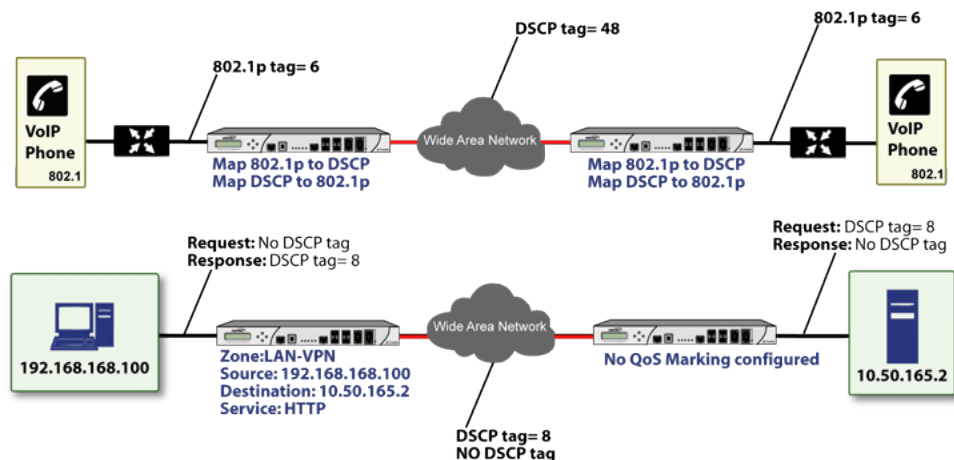 802.1p tag= 6
DSCP tag= 48
802.1p tag= 6
VoIP
Phone
802.1
Map 802.1p to DSCP
Map DSCP to 802.1p
Wide Area Network
Map 802.1p to DSCP
Map DSCP to 802.1p
VoIP
Phone
802.1
Request: No DSCP tag
Response: DSCP tag= 8
Request: DSCP tag= 8
Response: No DSCP tag
192.168.168.100
Zone:LAN-VPN
Source: 192.168.168.100
Destination: 10.50.165.2
Service: HTTP
Wide Area Network
No QoS Marking configured
10.50.165.2
DSCP tag= 8
NO DSCP tag